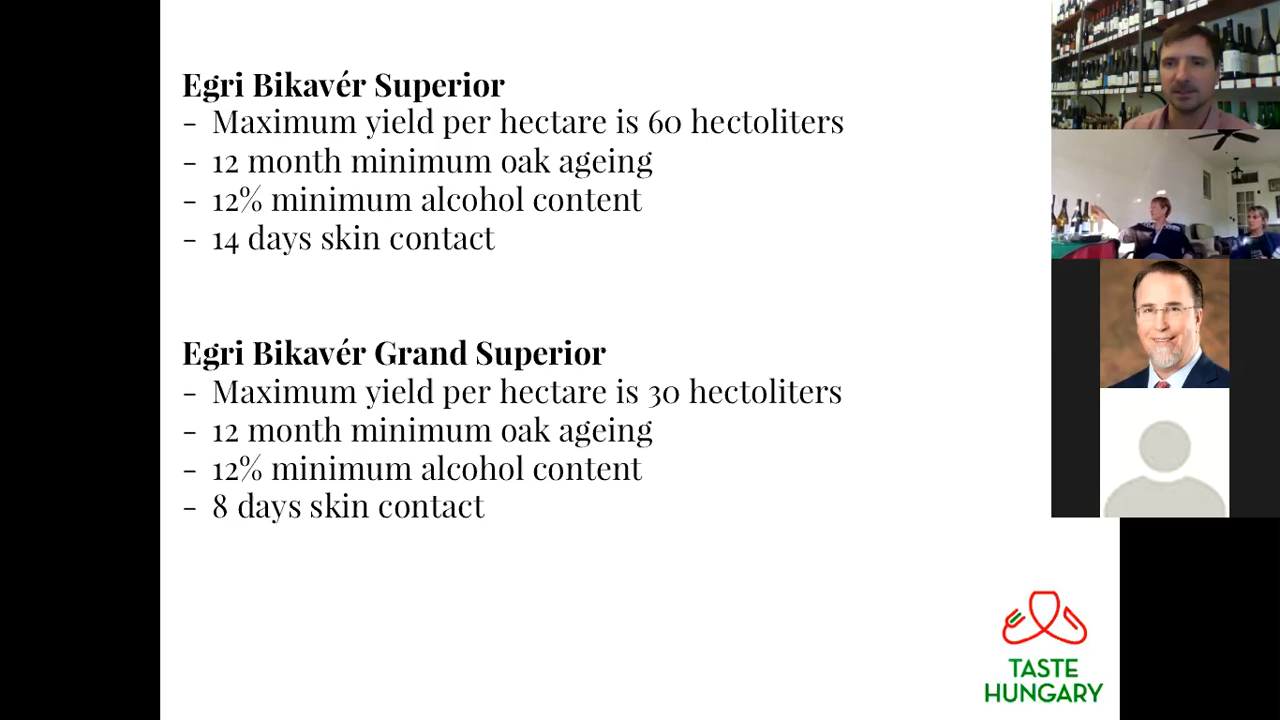 Egri Bikavér Superior
- Maximum yield per hectare is 60 hectoliters
- 12 month minimum oak ageing
- 12% minimum alcohol content
- 14 days skin contact
Egri Bikavér Grand Superior
- Maximum yield per hectare is 30 hectoliters
- 12 month minimum oak ageing
- 12% minimum alcohol content
- 8 days skin contact
TASTE
HUNGARY